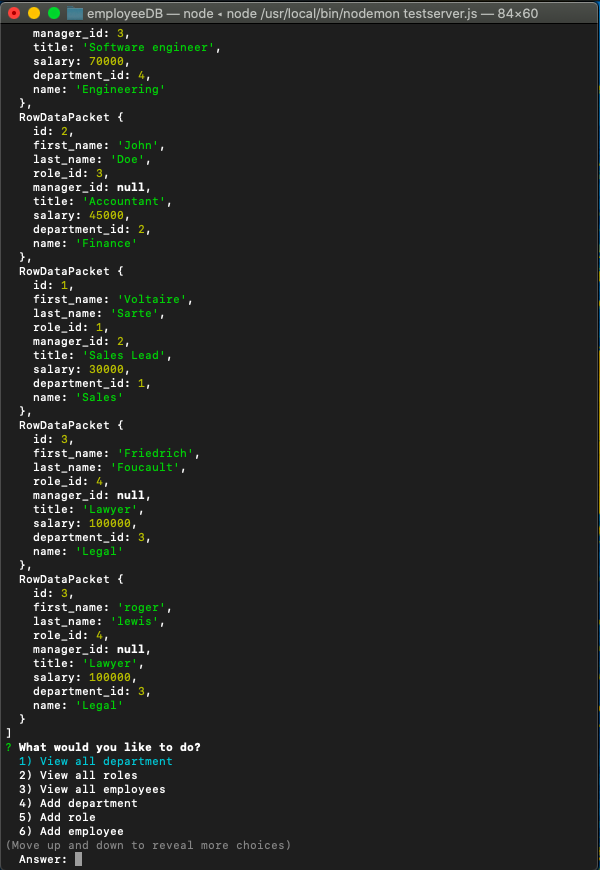 employeeDB — node ◂ node /usr/local/bin/nodemon testserver.js — 84×60
    manager_id: 3,
    title: 'Software engineer',
    salary: 70000,
    department_id: 4,
    name: 'Engineering'
  },
  RowDataPacket {
    id: 2,
    first_name: 'John',
    last_name: 'Doe',
    role_id: 3,
    manager_id: null,
    title: 'Accountant',
    salary: 45000,
    department_id: 2,
    name: 'Finance'
  },
  RowDataPacket {
    id: 1,
    first_name: 'Voltaire',
    last_name: 'Sarte',
    role_id: 1,
    manager_id: 2,
    title: 'Sales Lead',
    salary: 30000,
    department_id: 1,
    name: 'Sales'
  },
  RowDataPacket {
    id: 3,
    first_name: 'Friedrich',
    last_name: 'Foucault',
    role_id: 4,
    manager_id: null,
    title: 'Lawyer',
    salary: 100000,
    department_id: 3,
    name: 'Legal'
  },
  RowDataPacket {
    id: 3,
    first_name: 'roger',
    last_name: 'lewis',
    role_id: 4,
    manager_id: null,
    title: 'Lawyer',
    salary: 100000,
    department_id: 3,
    name: 'Legal'
  }
]
? What would you like to do?
  1) View all department
  2) View all roles
  3) View all employees
  4) Add department
  5) Add role
  6) Add employee
(Move up and down to reveal more choices)
  Answer: